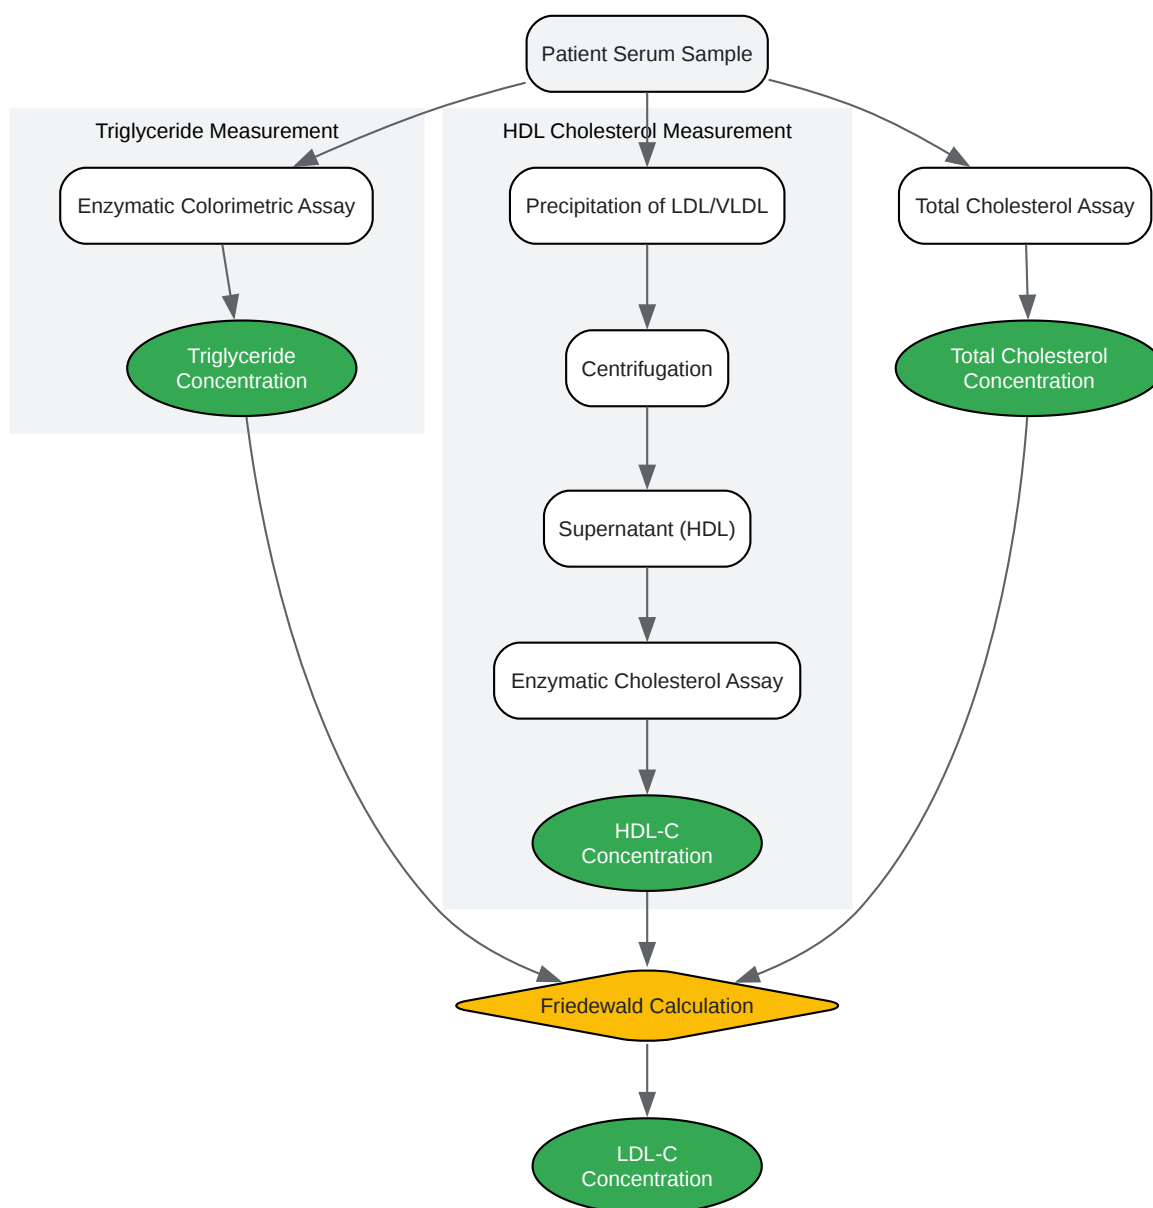 Patient Serum Sample
Triglyceride Measurement
HDL Cholesterol Measurement
Enzymatic Colorimetric Assay
Precipitation of LDL/VLDL
Total Cholesterol Assay
Triglyceride
Concentration
Centrifugation
Total Cholesterol
Concentration
Supernatant (HDL)
Enzymatic Cholesterol Assay
HDL-C
Concentration
Friedewald Calculation
LDL-C
Concentration